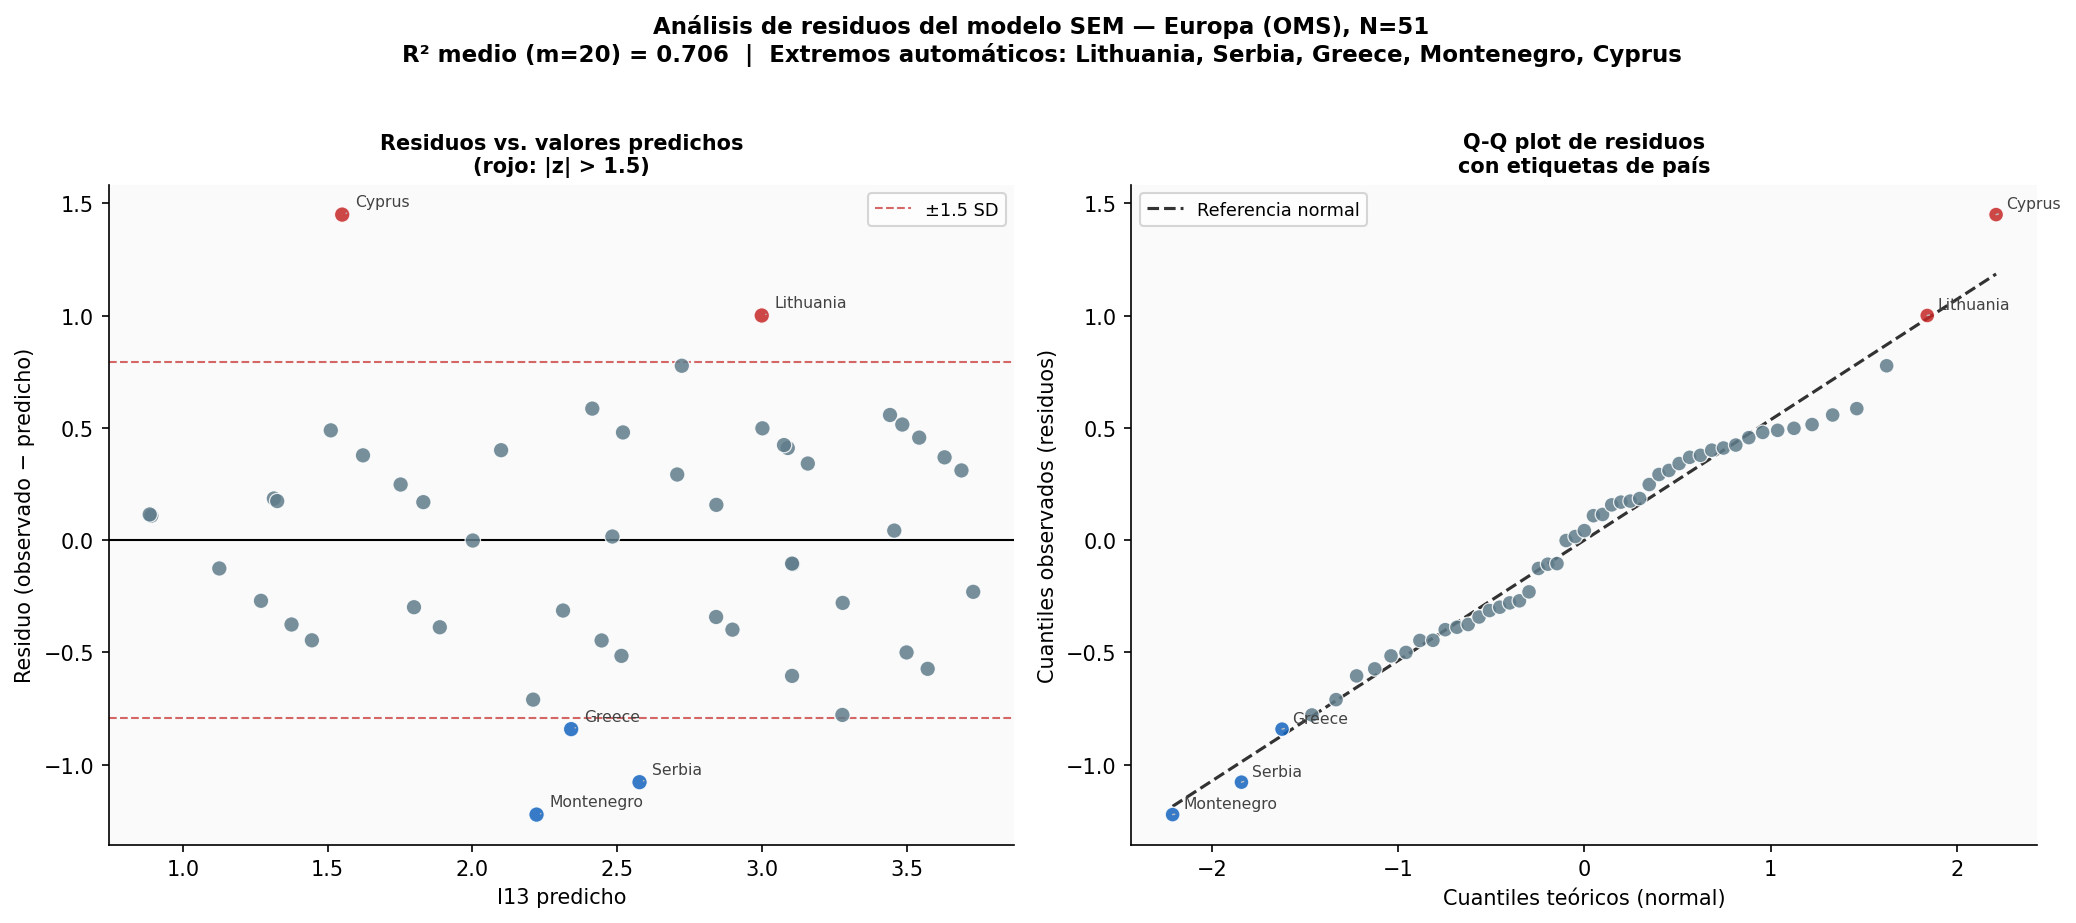 Análisis de residuos del modelo SEM — Europa (OMS), N=51
R² medio (m=20) = 0.706 | Extremos automáticos: Lithuania, Serbia, Greece, Montenegro, Cyprus
Residuos vs. valores predichos
(rojo: |z| > 1.5)
±1.5 SD
Cyprus
Lithuania
Greece
Serbia
Montenegro
1.5
1.0
0.5
0.0
−0.5
−1.0
Residuo (observado − predicho)
1.0
1.5
2.0
2.5
3.0
3.5
I13 predicho
Q-Q plot de residuos
con etiquetas de país
Referencia normal
Cyprus
Lithuania
Greece
Serbia
Montenegro
1.5
1.0
0.5
0.0
−0.5
−1.0
Cuantiles observados (residuos)
−2
−1
0
1
2
Cuantiles teóricos (normal)